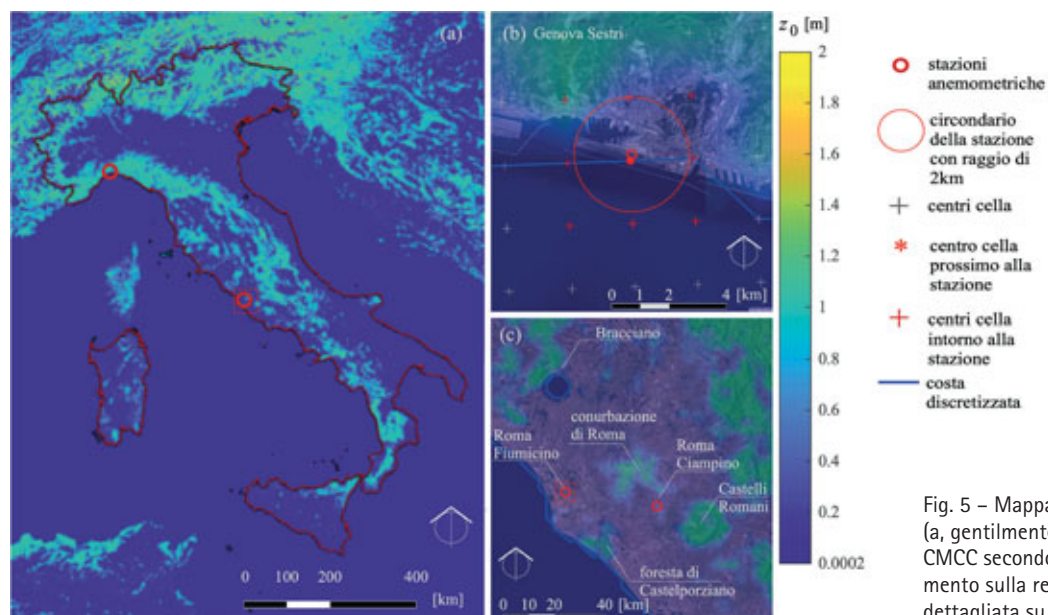 (a)
0 100 200 400
[km]
(b) Genova Sestri
0 1 2 4 [km]
(c)
Bracciano
conurbazione
di Roma
Roma
Fiumicino
Roma
Ciampino
Castelli
Romani
foresta di
Castelporziano
0 20 40 [km]
z0 [m]
2
1.8
1.6
1.4
1.2
1
0.8
0.6
0.4
0.2
0.0002
stazioni
anemometriche
circondario
della stazione
con raggio di
2km
centri cella
centro cella
prossimo alla
stazione
centri cella
intorno alla
stazione
costa
discretizzata
Fig. 5 – Mappa
(a, gentilmente
CMCC secondo
mento sulla re
dettagliata su